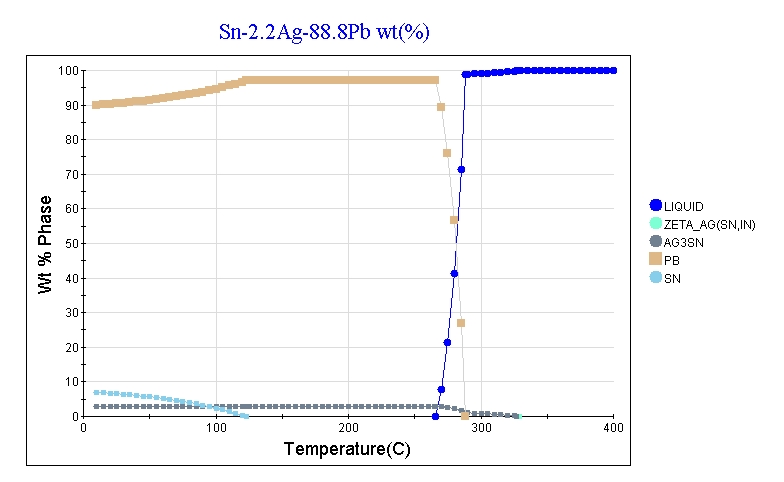 Sn-2.2Ag-88.8Pb wt(%)
100
90
80
70
60
50
40
30
20
10
0
Wt % Phase
0 100 200 300 400
Temperature(C)
LIQUID
ZETA_AG(SN,IN)
AG3SN
PB
SN